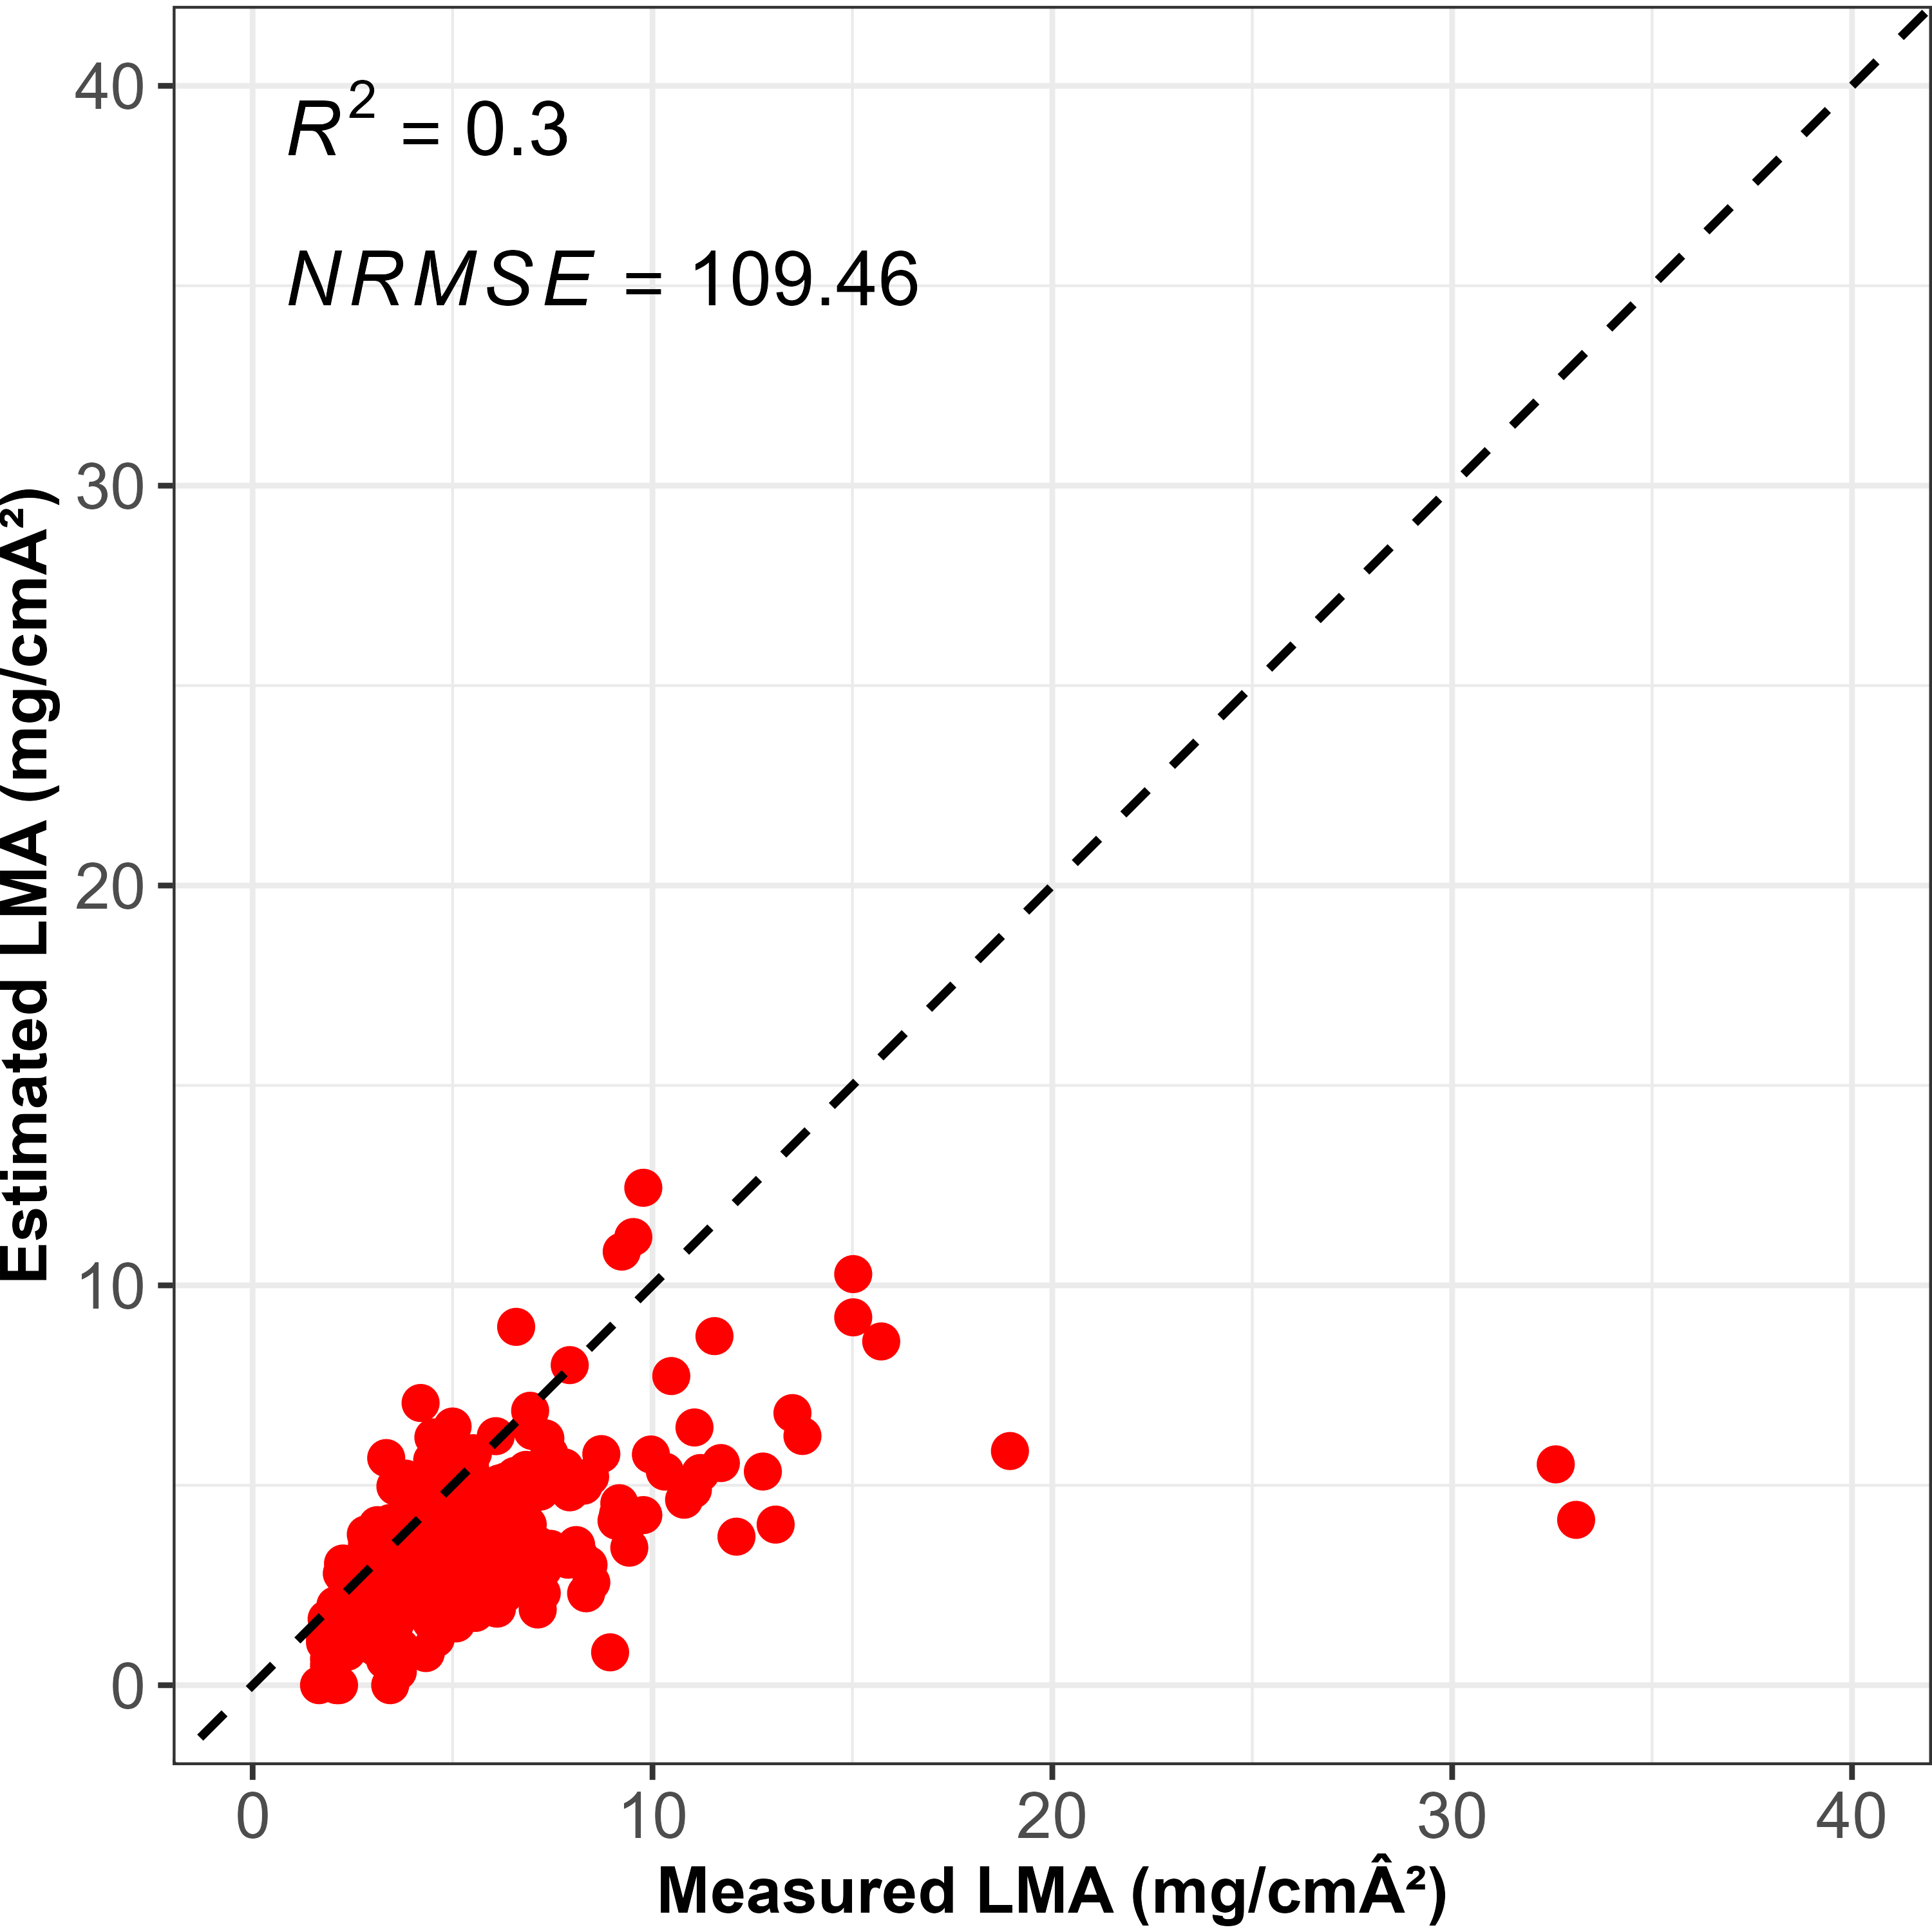 R² = 0.3
NRMSE = 109.46
40
30
20
10
0
Estimated LMA (mg/cmÂ²)
0 10 20 30 40
Measured LMA (mg/cmÂ²)